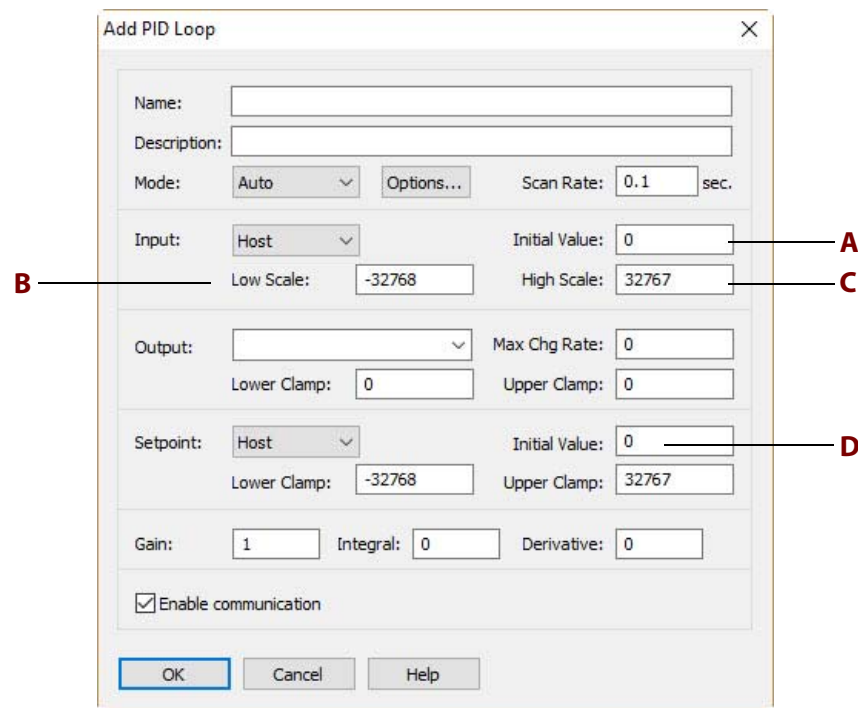 Add PID Loop
Name:
Description:
Mode: Auto Options... Scan Rate: 0.1 sec.
Input: Host Initial Value: 0 A
B Low Scale: -32768 High Scale: 32767 C
Output: Max Chg Rate: 0
Lower Clamp: 0 Upper Clamp: 0
Setpoint: Host Initial Value: 0 D
Lower Clamp: -32768 Upper Clamp: 32767
Gain: 1 Integral: 0 Derivative: 0
Enable communication
OK Cancel Help